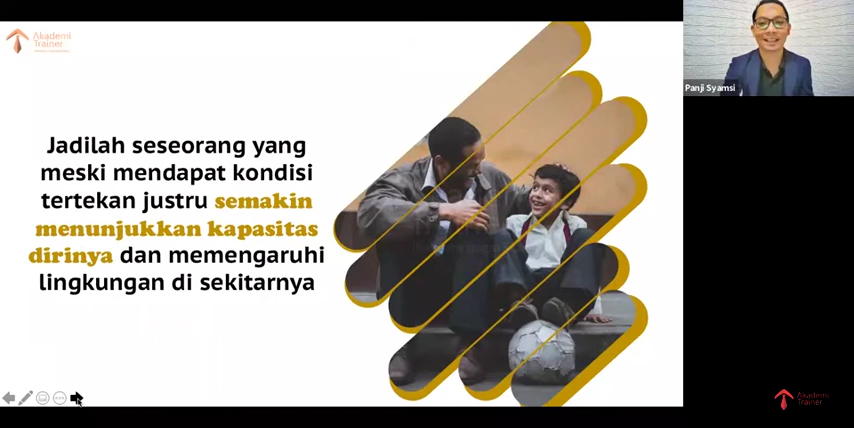 Akademi
Trainer
Panji Syamsi
Jadilah seseorang yang
meski mendapat kondisi
tertekan justru semakin
menunjukkan kapasitas
dirinya dan memengaruhi
lingkungan di sekitarnya
Akademi
Trainer